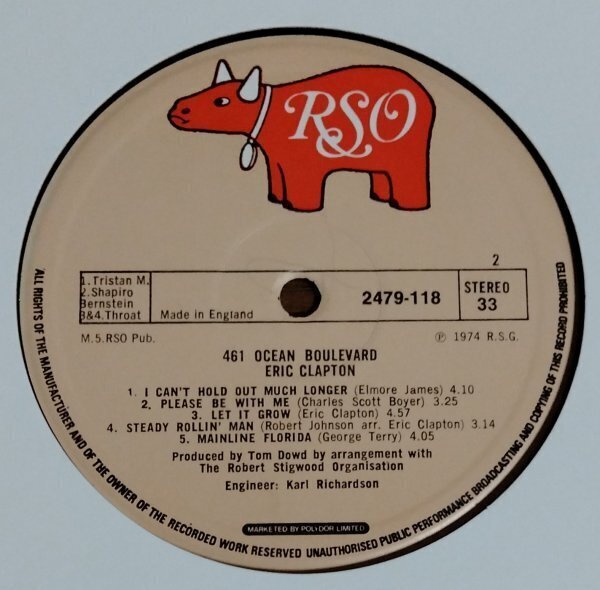 RSO
2
1.Tristan M.
2.Shapiro
Bernstein
3&4.Throat
Made in England
2479-118
STEREO
33
M.5.RSO Pub.
℗ 1974 R.S.G.
461 OCEAN BOULEVARD
ERIC CLAPTON
1. I CAN'T HOLD OUT MUCH LONGER (Elmore James) 4.10
2. PLEASE BE WITH ME (Charles Scott Boyer) 3.25
3. LET IT GROW (Eric Clapton) 4.57
4. STEADY ROLLIN' MAN (Robert Johnson arr. Eric Clapton) 3.14
5. MAINLINE FLORIDA (George Terry) 4.05
Produced by Tom Dowd by arrangement with
The Robert Stigwood Organisation
Engineer: Karl Richardson
MARKETED BY POLYDOR LIMITED
ALL RIGHTS OF THE MANUFACTURER AND OF THE OWNER OF THE RECORDED WORK RESERVED UNAUTHORISED PUBLIC PERFORMANCE BROADCASTING AND COPYING OF THIS RECORD PROHIBITED